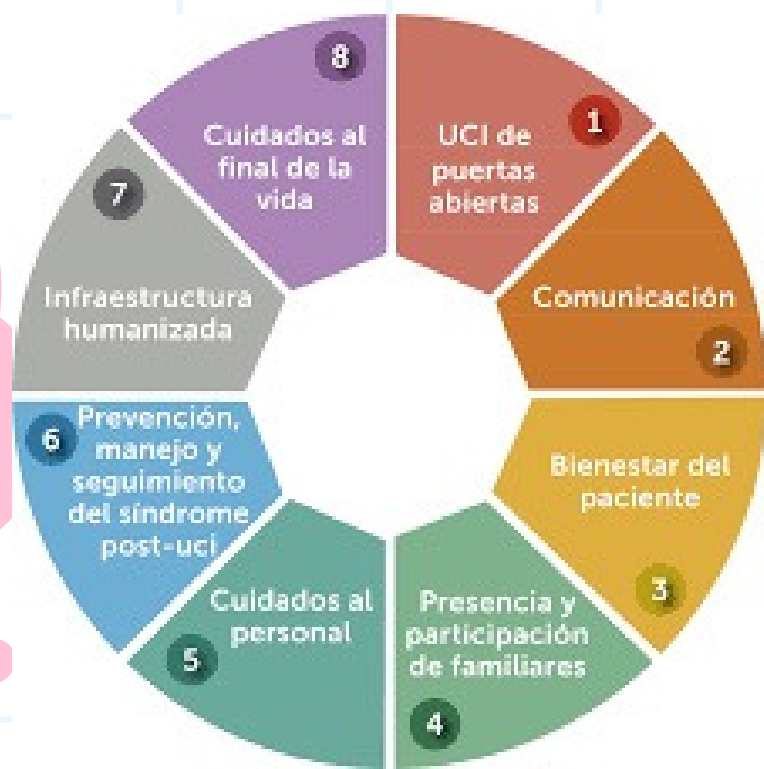 1
UCI de
puertas
abiertas
Comunicación
2
Bienestar del
paciente
3
Presencia y
participación
de familiares
4
Cuidados al
personal
5
6
Prevención,
manejo y
seguimiento
del síndrome
post-uci
7
Infraestructura
humanizada
8
Cuidados al
final de la
vida